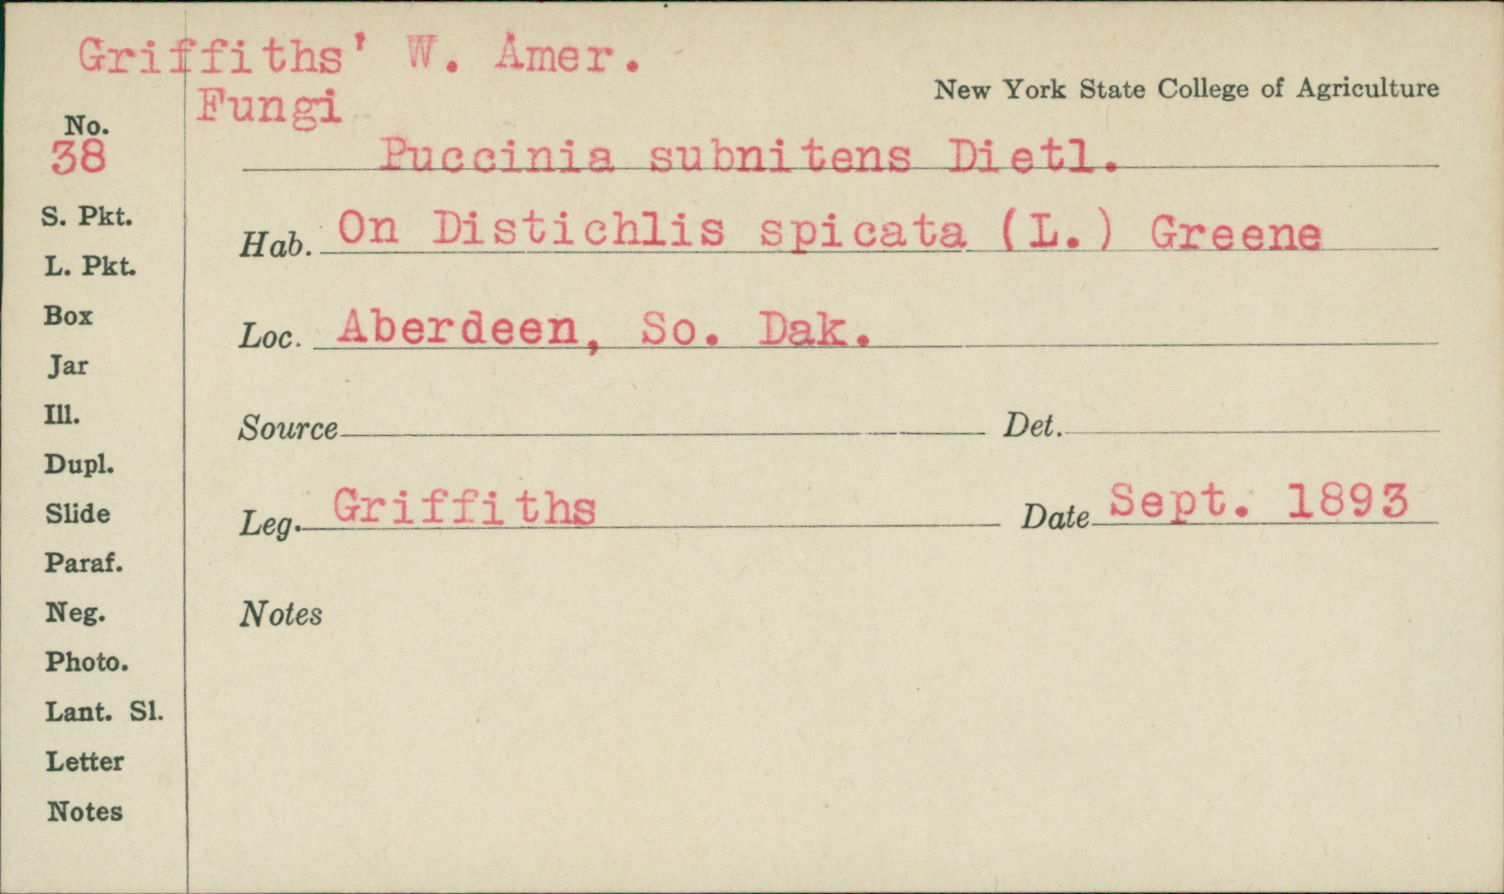 Griffiths' W. Amer.
Fungi
New York State College of Agriculture
No.
38
Puccinia subnitens Dietl.
S. Pkt.
Hab. On Distichlis spicata (L.) Greene
L. Pkt.
Box
Loc. Aberdeen, So. Dak.
Jar
Ill.
Source Det.
Dupl.
Slide
Leg. Griffiths Date Sept. 1893
Paraf.
Neg.
Notes
Photo.
Lant. Sl.
Letter
Notes